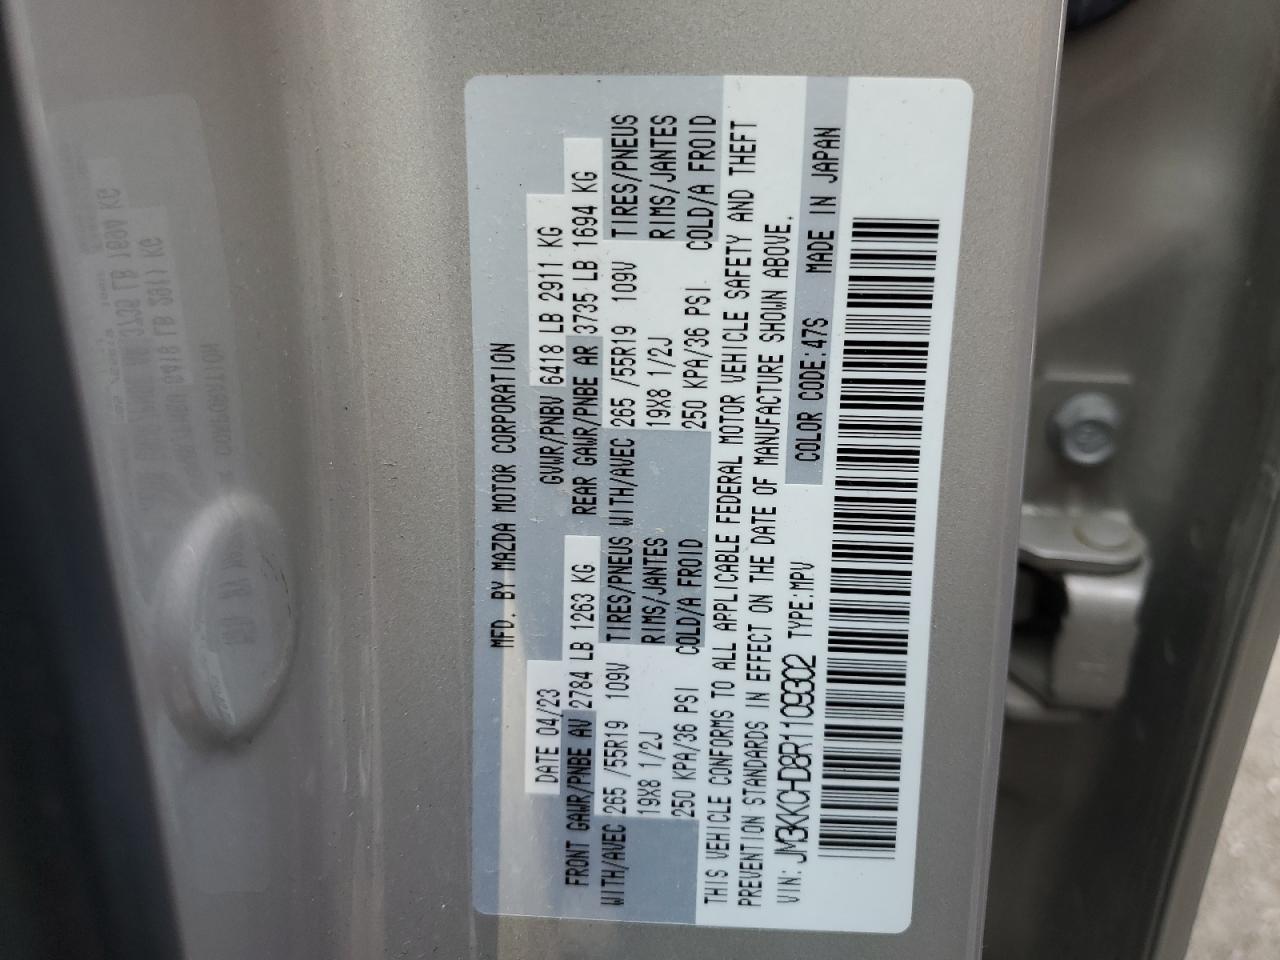 MFD. BY MAZDA MOTOR CORPORATION
DATE 04/23 GVWR/PNBV 6418 LB 2911 KG
FRONT GAWR/PNBE AV 2784 LB 1263 KG REAR GAWR/PNBE AR 3735 LB 1694 KG
WITH/AVEC 265 /55R19 109V TIRES/PNEUS WITH/AVEC 265 /55R19 109V TIRES/PNEUS
19X8 1/2J RIMS/JANTES 19X8 1/2J RIMS/JANTES
250 KPA/36 PSI COLD/A FROID 250 KPA/36 PSI COLD/A FROID
THIS VEHICLE CONFORMS TO ALL APPLICABLE FEDERAL MOTOR VEHICLE SAFETY AND THEFT
PREVENTION STANDARDS IN EFFECT ON THE DATE OF MANUFACTURE SHOWN ABOVE.
VIN: JM3KKCHD8R1109302 TYPE:MPV COLOR CODE:47S MADE IN JAPAN